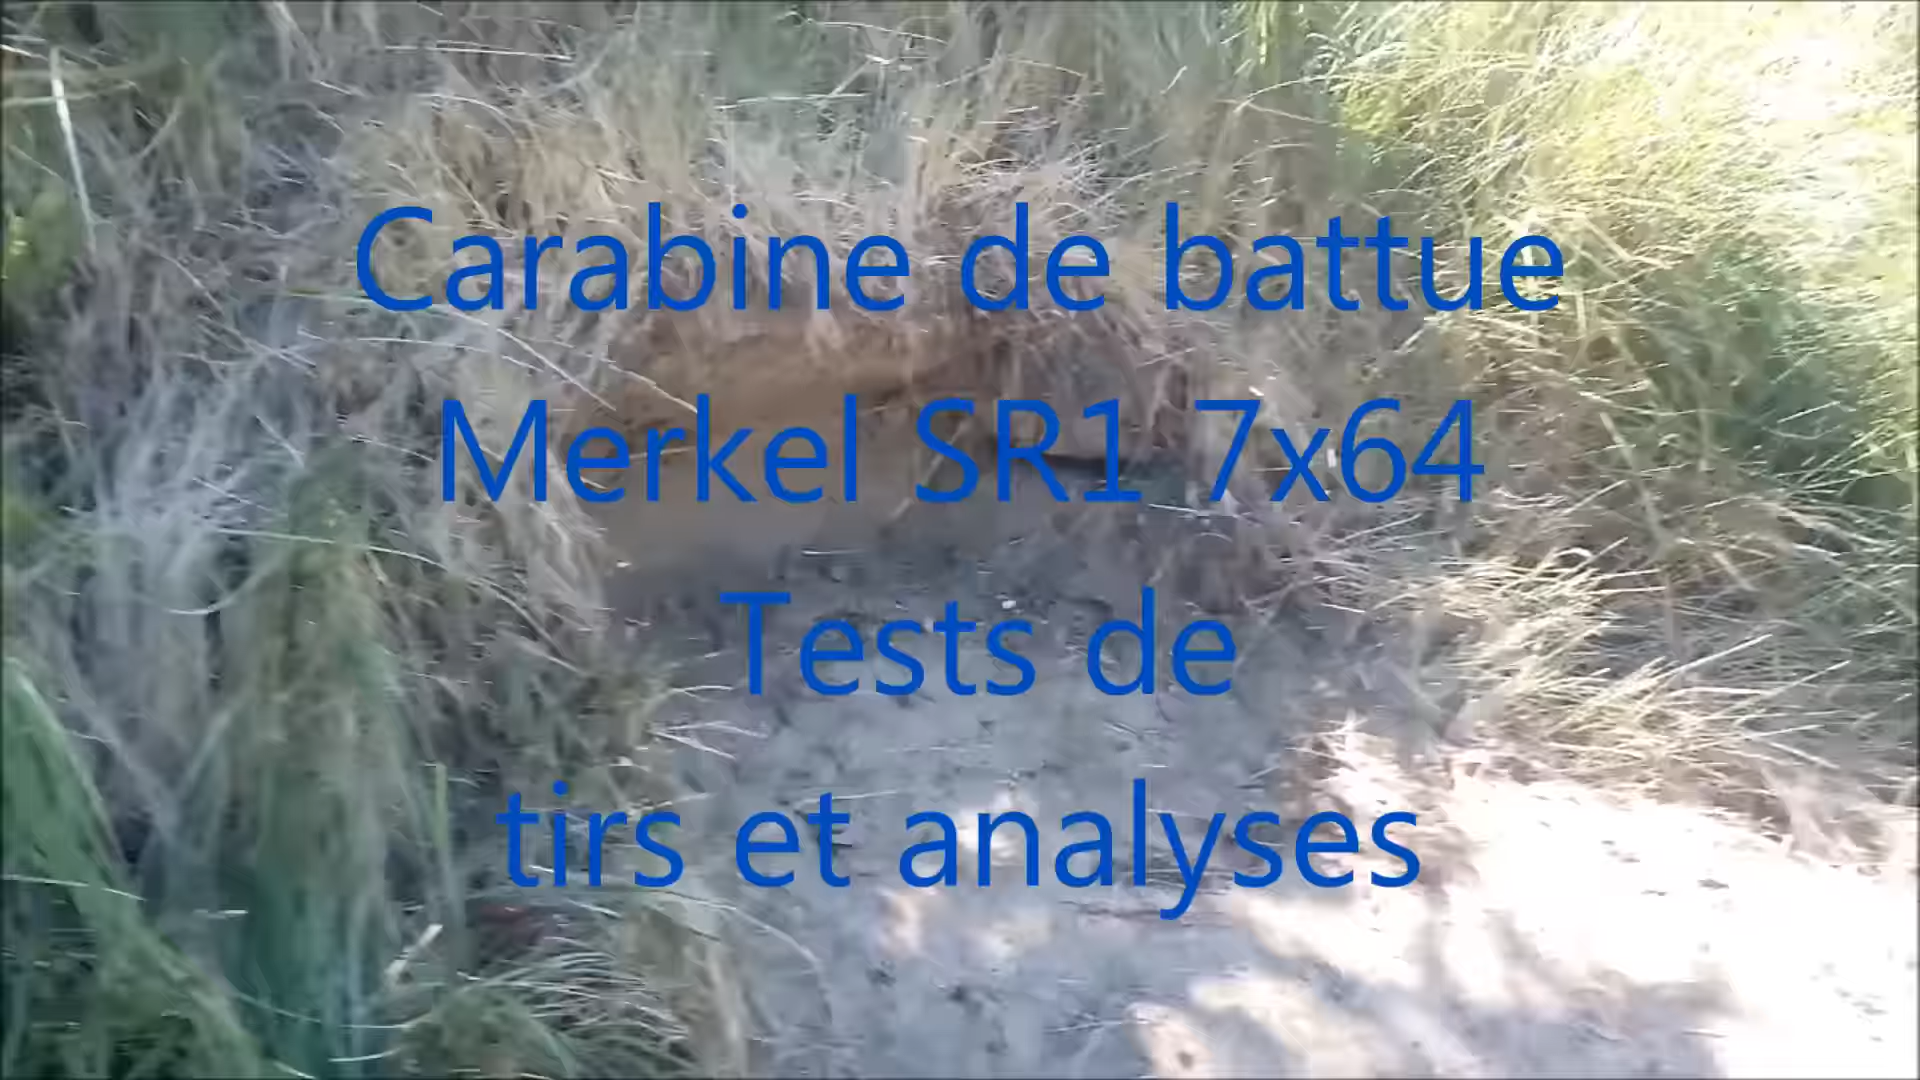 Carabine de battue
Merkel SR1 7x64
Tests de
tirs et analyses